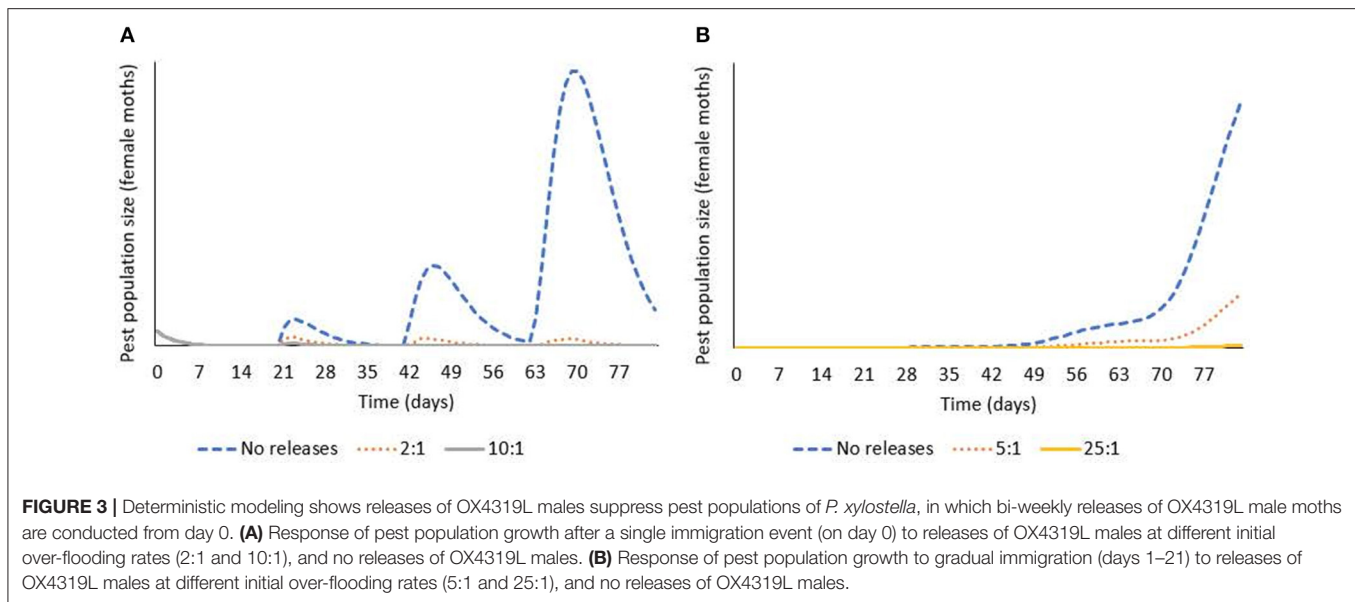 A
Pest population size (female moths)
0 7 14 21 28 35 42 49 56 63 70 77
Time (days)
No releases 2:1 10:1
B
Pest population size (female moths)
0 7 14 21 28 35 42 49 56 63 70 77
Time (days)
No releases 5:1 25:1
FIGURE 3 | Deterministic modeling shows releases of OX4319L males suppress pest populations of P. xylostella, in which bi-weekly releases of OX4319L male moths
are conducted from day 0. (A) Response of pest population growth after a single immigration event (on day 0) to releases of OX4319L males at different initial
over-flooding rates (2:1 and 10:1), and no releases of OX4319L males. (B) Response of pest population growth to gradual immigration (days 1–21) to releases of
OX4319L males at different initial over-flooding rates (5:1 and 25:1), and no releases of OX4319L males.